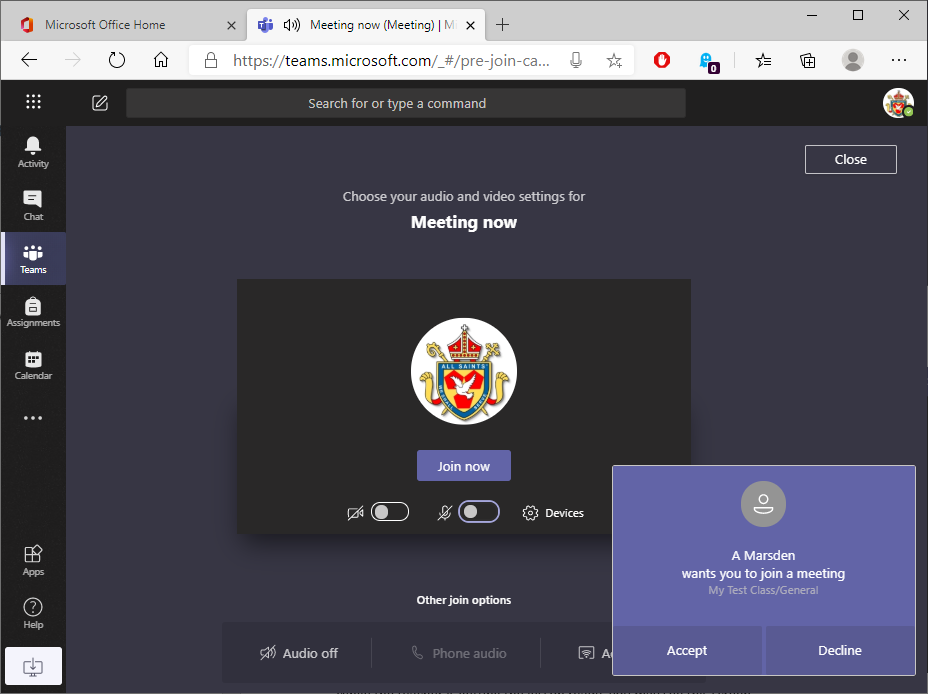 Microsoft Office Home
Meeting now (Meeting) | Mi
https://teams.microsoft.com/_#/pre-join-ca...
0
Search for or type a command
Activity
Chat
Teams
Assignments
Calendar
Apps
Help
Close
Choose your audio and video settings for
Meeting now
ALL SAINTS'
Join now
Devices
Other join options
Audio off
Phone audio
A Marsden
wants you to join a meeting
My Test Class/General
Accept
Decline